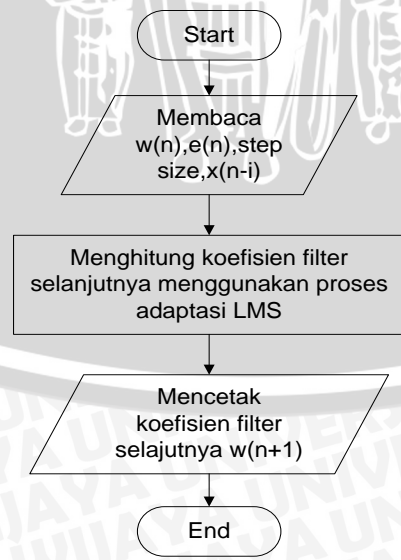 Start
Membaca
w(n),e(n),step
size,x(n-i)
Menghitung koefisien filter
selanjutnya menggunakan proses
adaptasi LMS
Mencetak
koefisien filter
selajutnya w(n+1)
End